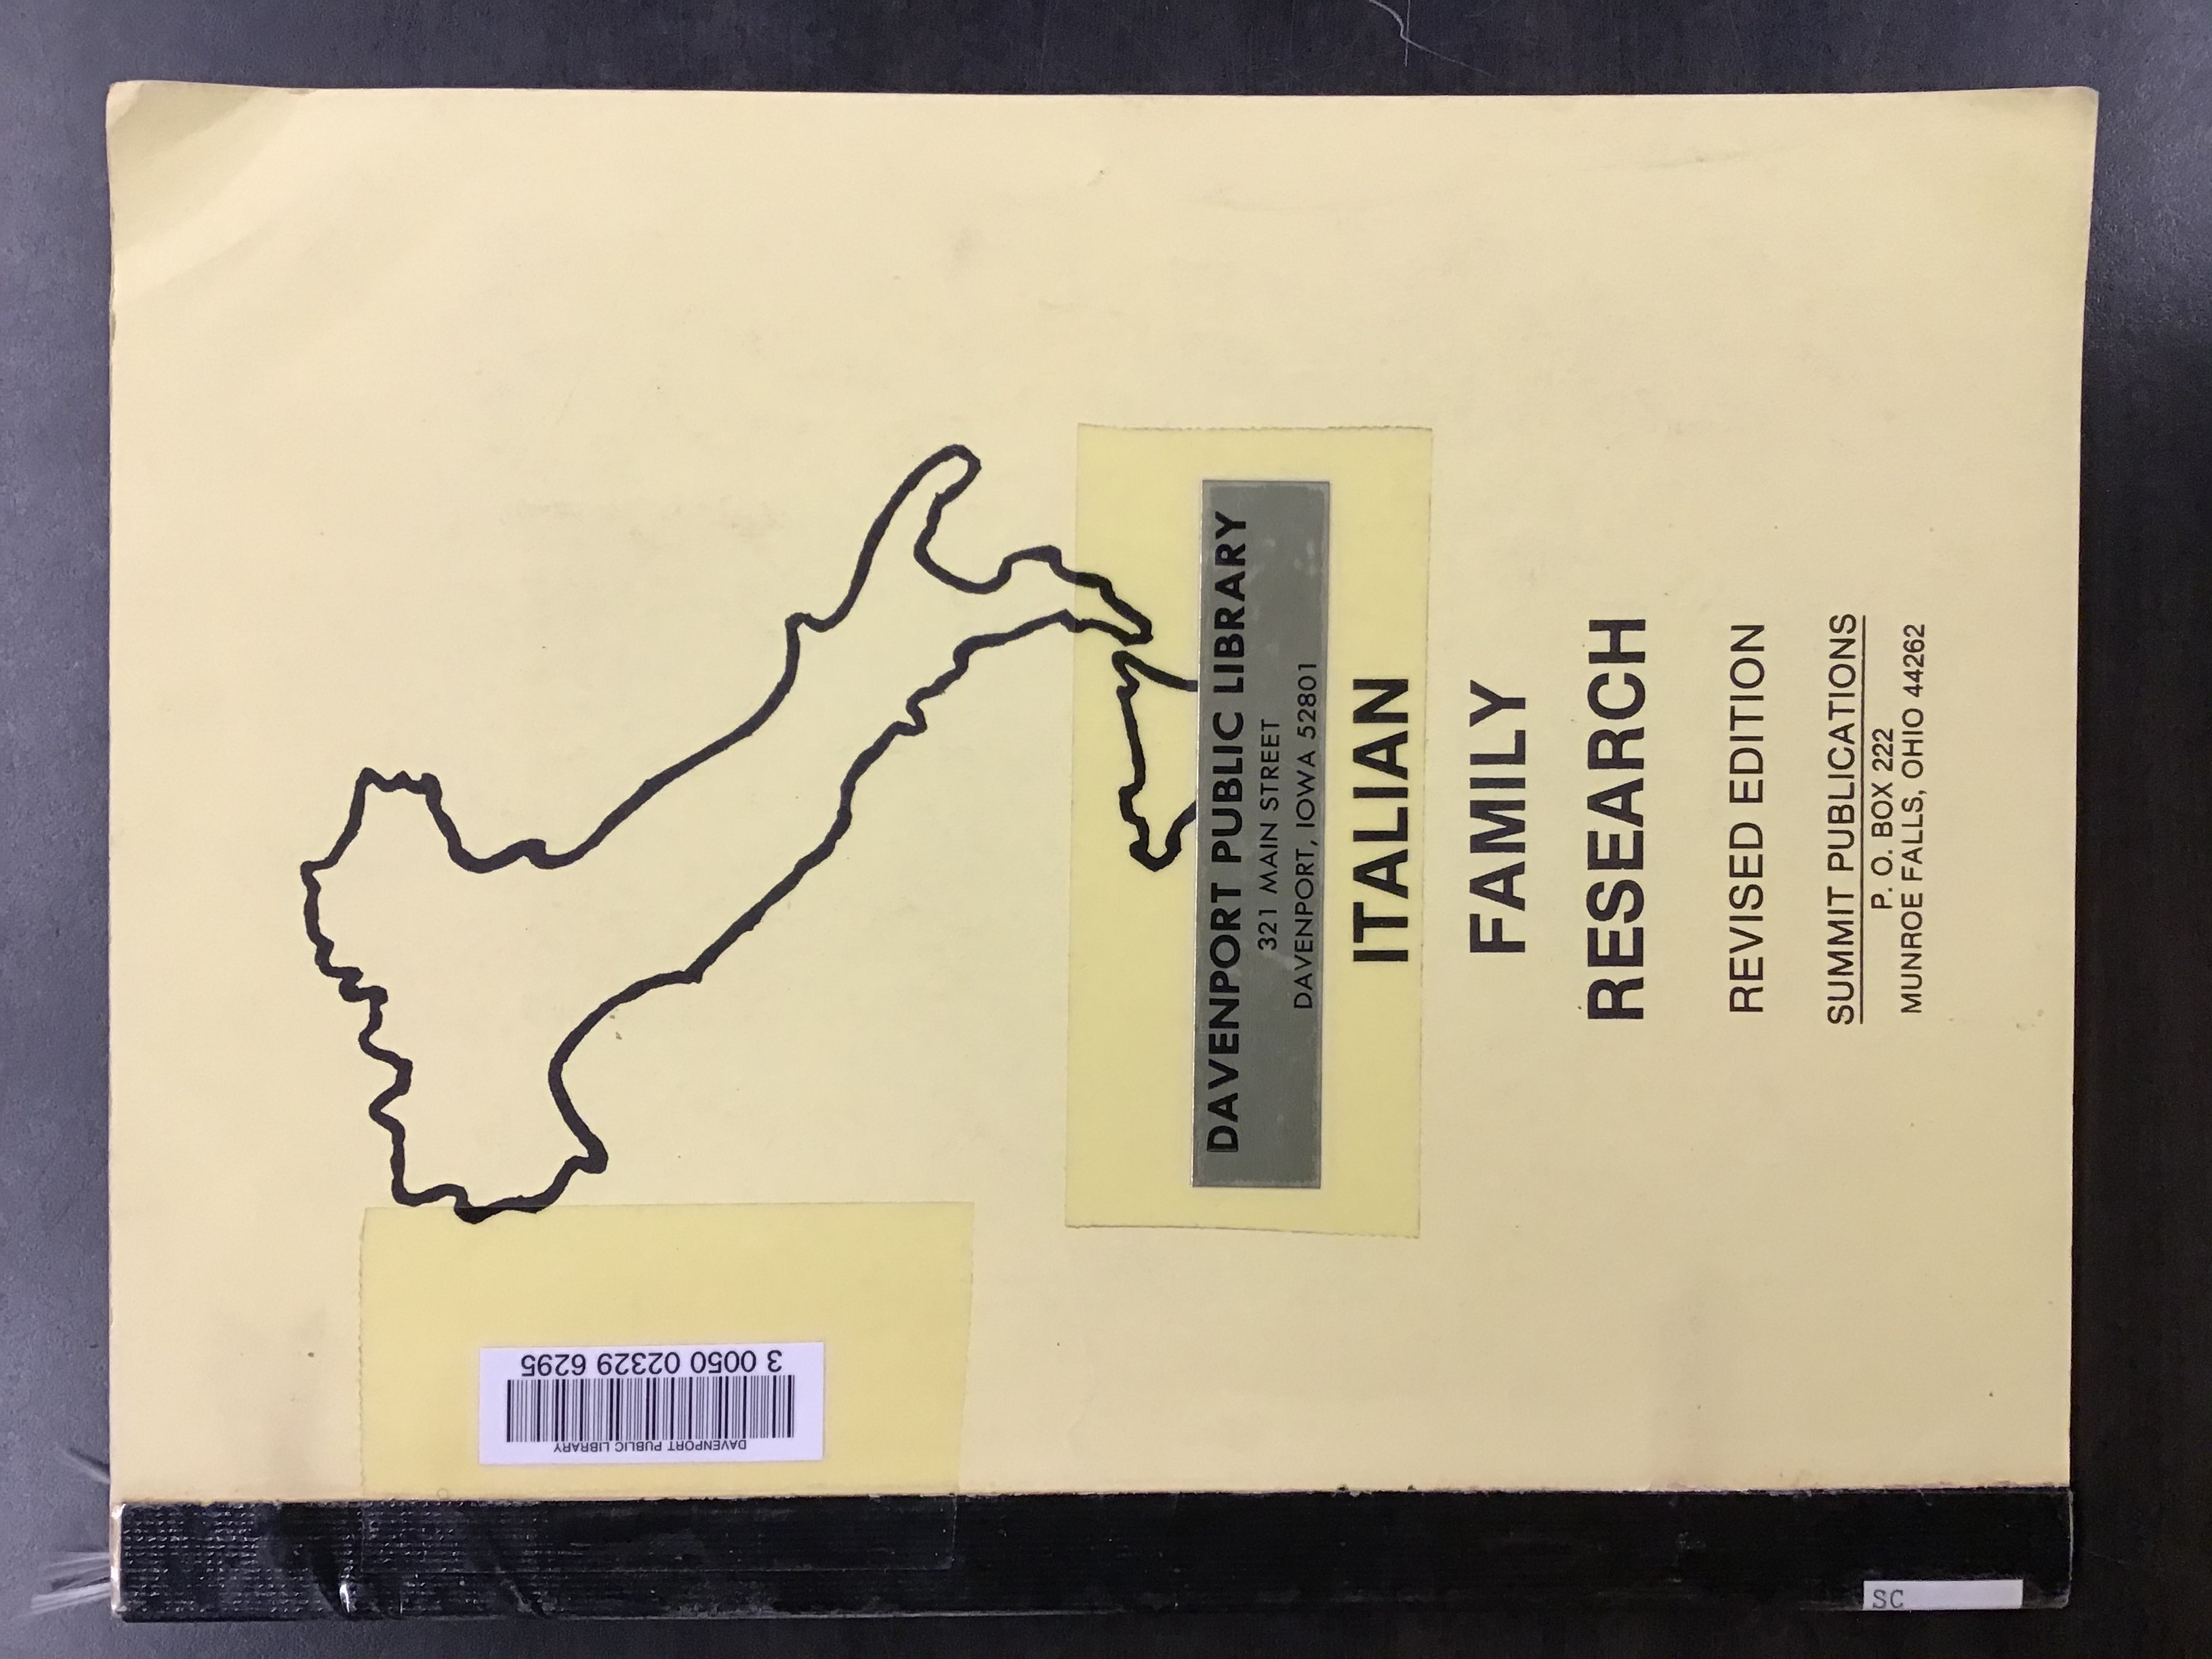 DAVENPORT PUBLIC LIBRARY
3 0050 02329 6295
DAVENPORT PUBLIC LIBRARY
321 MAIN STREET
DAVENPORT, IOWA 52801
ITALIAN
FAMILY
RESEARCH
REVISED EDITION
SUMMIT PUBLICATIONS
P. O. BOX 222
MUNROE FALLS, OHIO 44262
SC